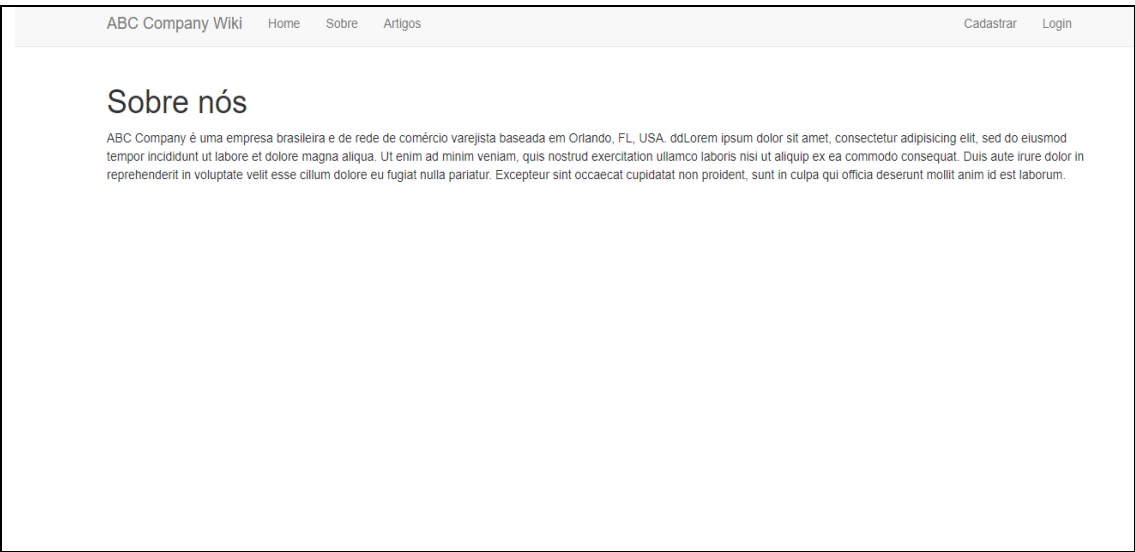 ABC Company Wiki Home Sobre Artigos Cadastrar Login
Sobre nós
ABC Company é uma empresa brasileira e de rede de comércio varejista baseada em Orlando, FL, USA. ddLorem ipsum dolor sit amet, consectetur adipisicing elit, sed do eiusmod
tempor incididunt ut labore et dolore magna aliqua. Ut enim ad minim veniam, quis nostrud exercitation ullamco laboris nisi ut aliquip ex ea commodo consequat. Duis aute irure dolor in
reprehenderit in voluptate velit esse cillum dolore eu fugiat nulla pariatur. Excepteur sint occaecat cupidatat non proident, sunt in culpa qui officia deserunt mollit anim id est laborum.